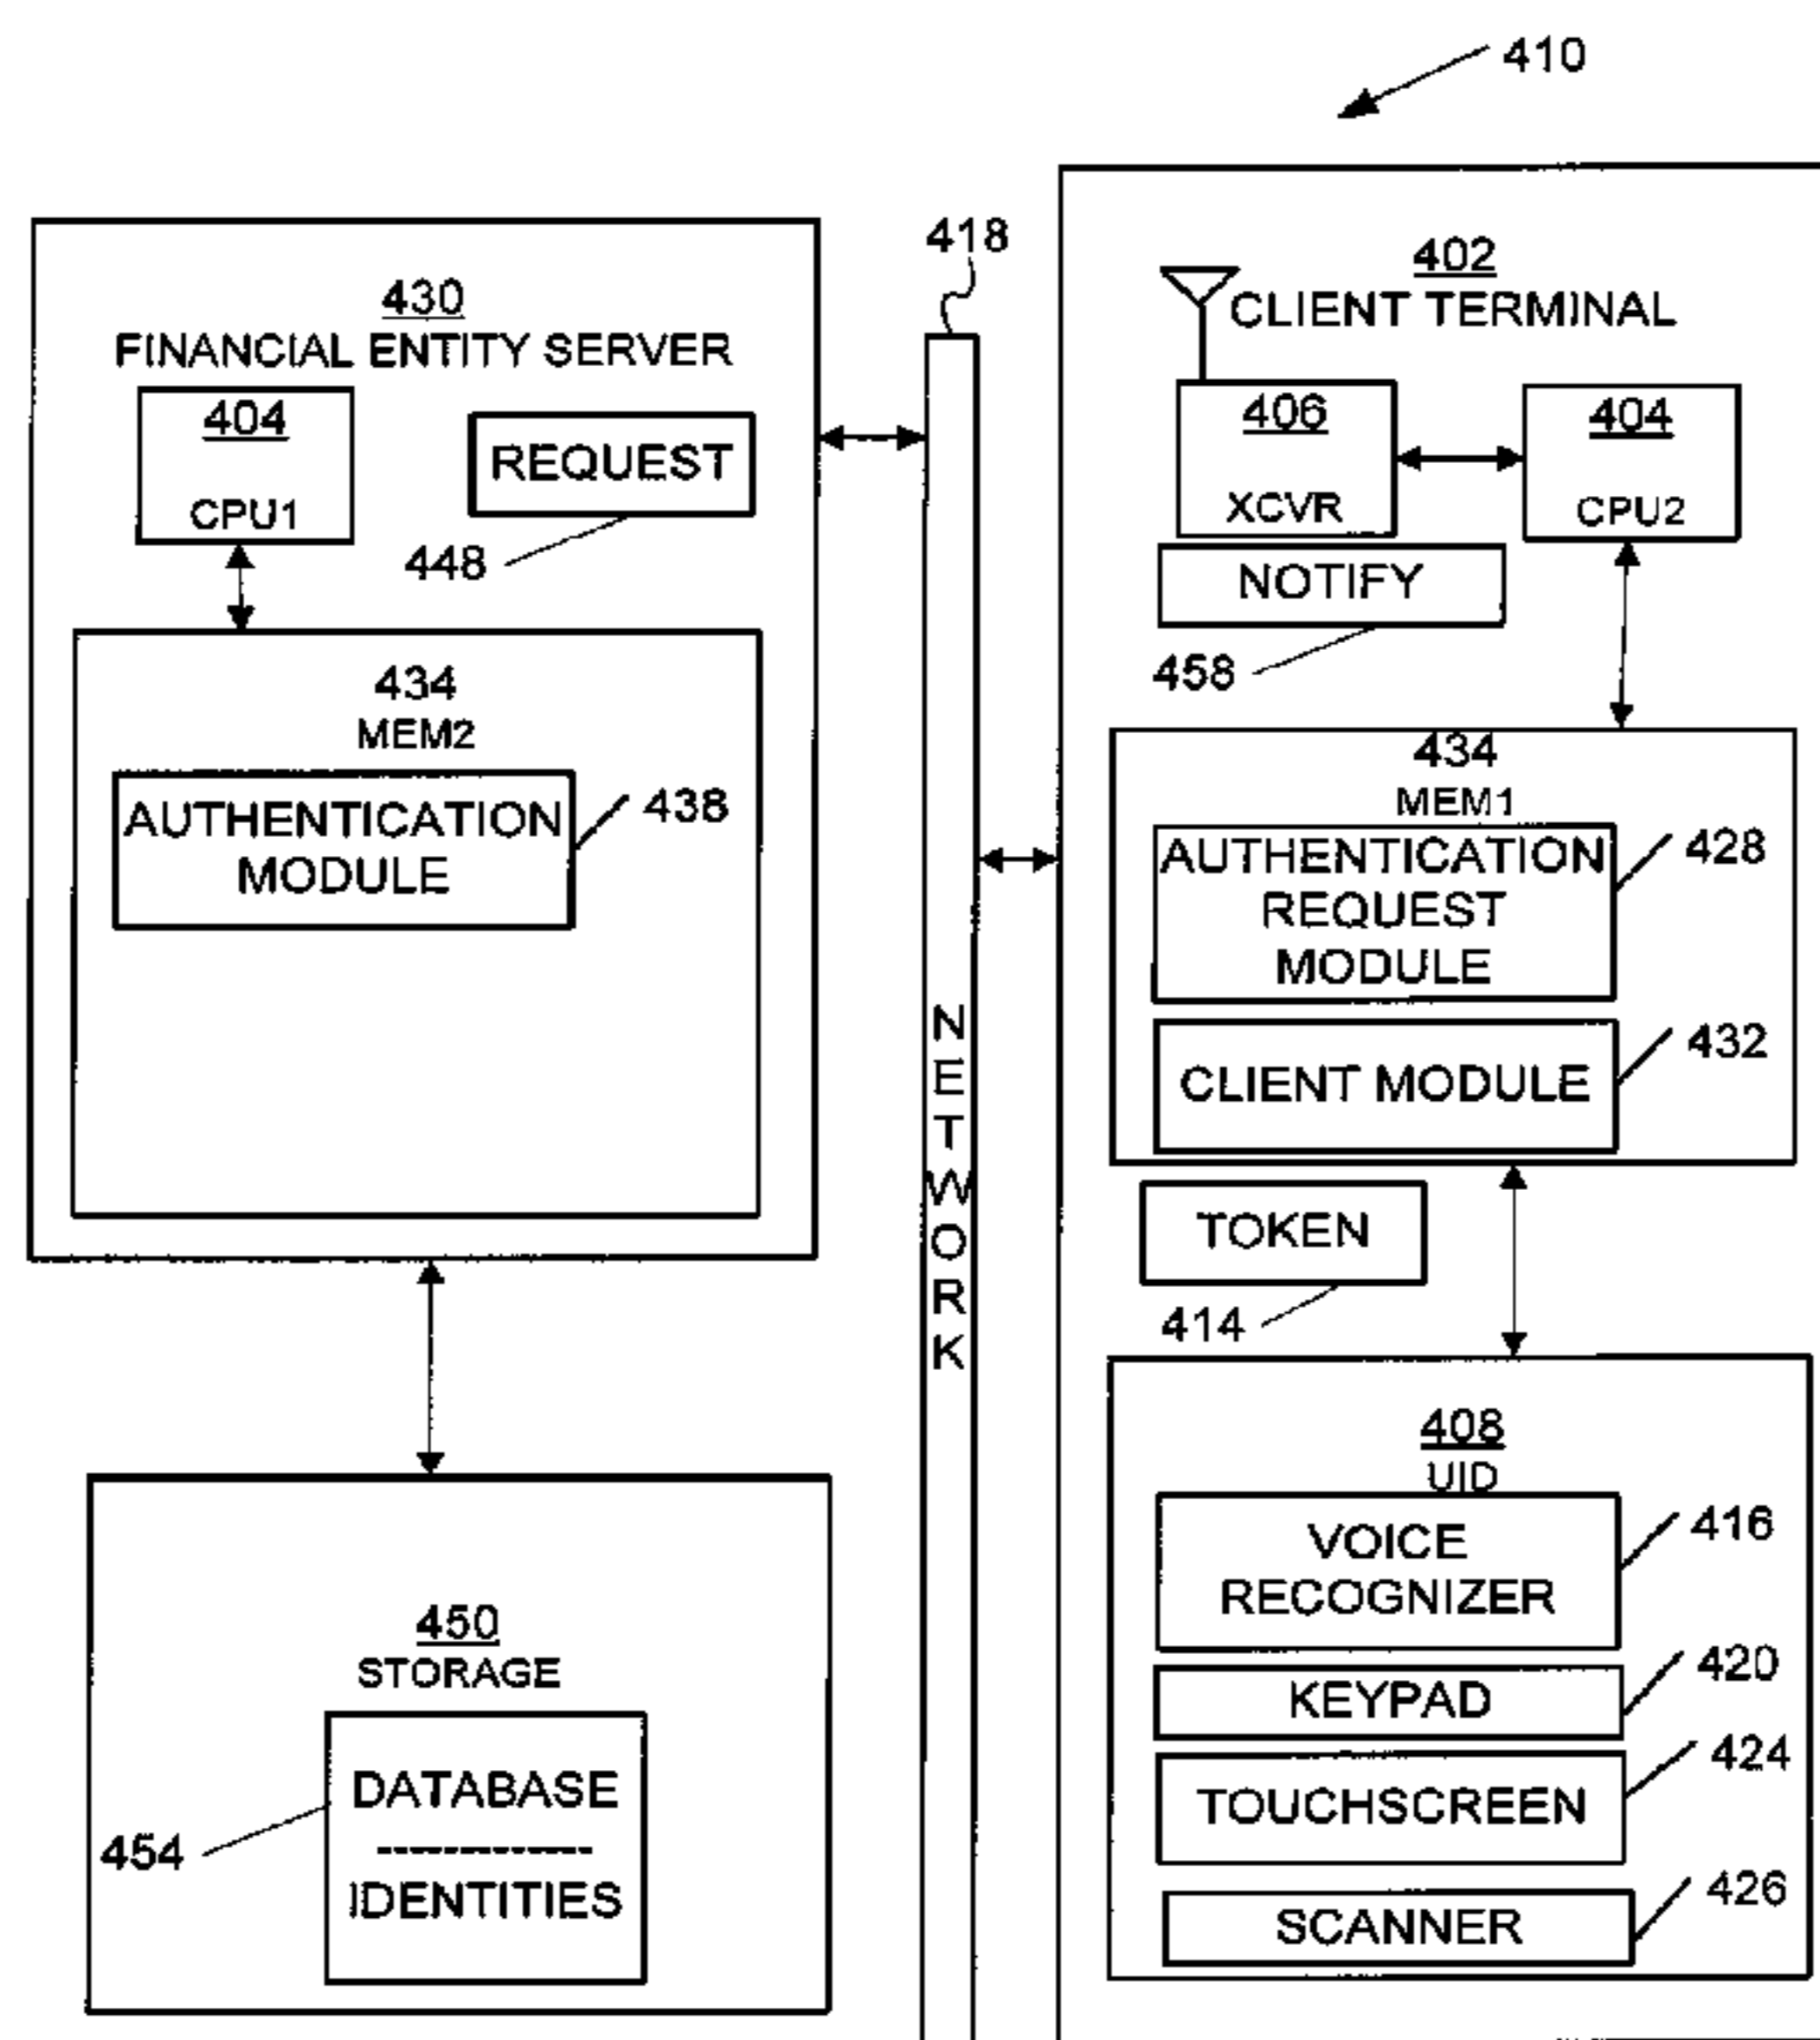 410
430
FINANCIAL ENTITY SERVER
404
CPU1
REQUEST
448
434
MEM2
AUTHENTICATION
MODULE
438
450
STORAGE
DATABASE
-------------
IDENTITIES
454
418
NETWORK
402
CLIENT TERMINAL
406
XCVR
404
CPU2
NOTIFY
458
434
MEM1
AUTHENTICATION
REQUEST
MODULE
428
CLIENT MODULE
432
TOKEN
414
408
UID
VOICE
RECOGNIZER
416
KEYPAD
420
TOUCHSCREEN
424
SCANNER
426